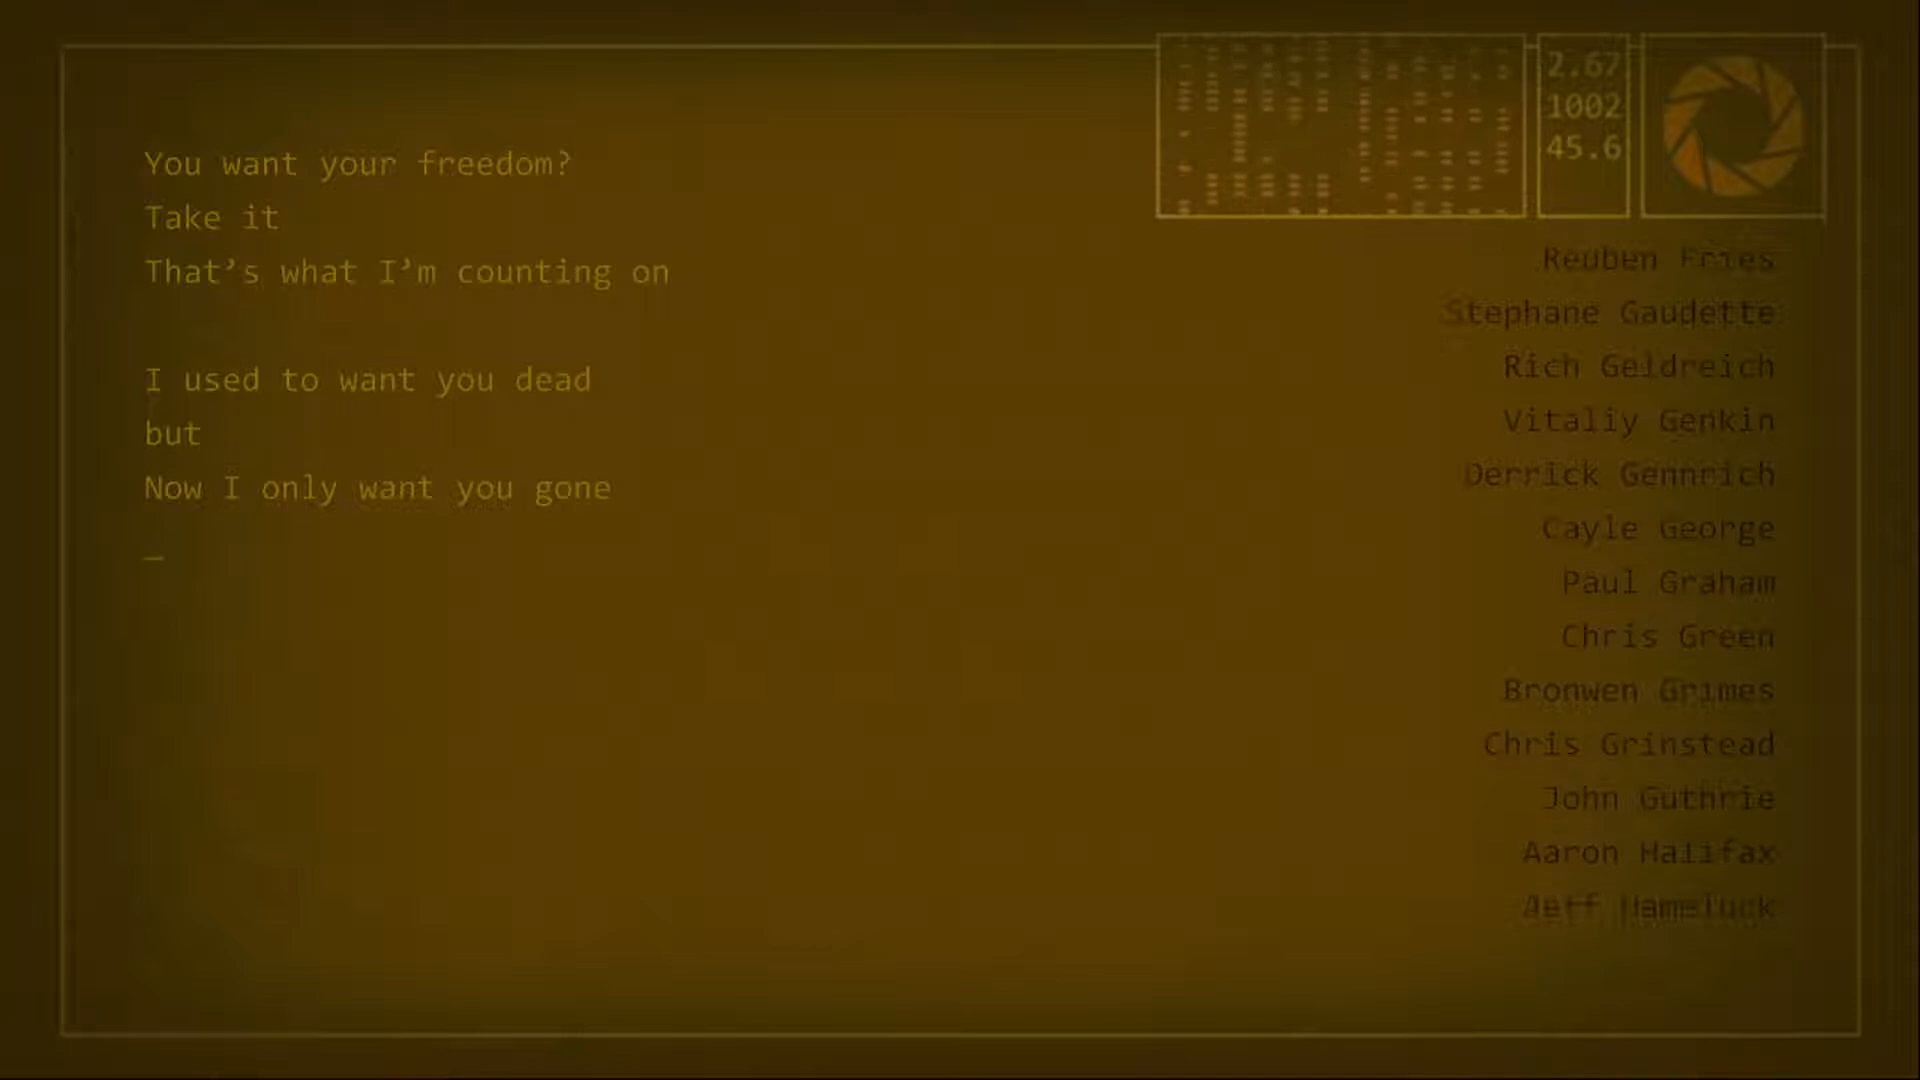 You want your freedom?
Take it
That’s what I’m counting on
I used to want you dead
but
Now I only want you gone
_
2.67
1002
45.6
Reuben Fries
Stephane Gaudette
Rich Geldreich
Vitaliy Genkin
Derrick Gennrich
Cayle George
Paul Graham
Chris Green
Bronwen Grimes
Chris Grinstead
John Guthrie
Aaron Halifax
Jeff Hameluck